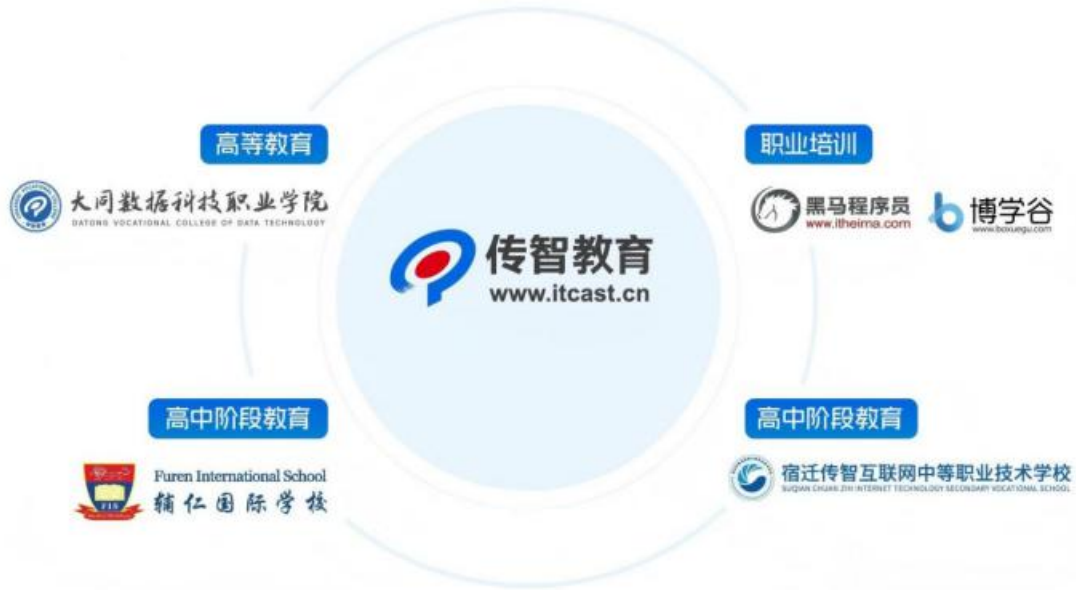 高等教育
大同数据科技职业学院
DATONG VOCATIONAL COLLEGE OF DATA TECHNOLOGY
职业培训
黑马程序员
www.itheima.com
博学谷
www.boxuegu.com
传智教育
www.itcast.cn
高中阶段教育
Furen International School
辅仁国际学校
FIS
高中阶段教育
宿迁传智互联网中等职业技术学校
SUQIAN CHUAN ZHI INTERNET TECHNOLOGY SECONDARY VOCATIONAL SCHOOL